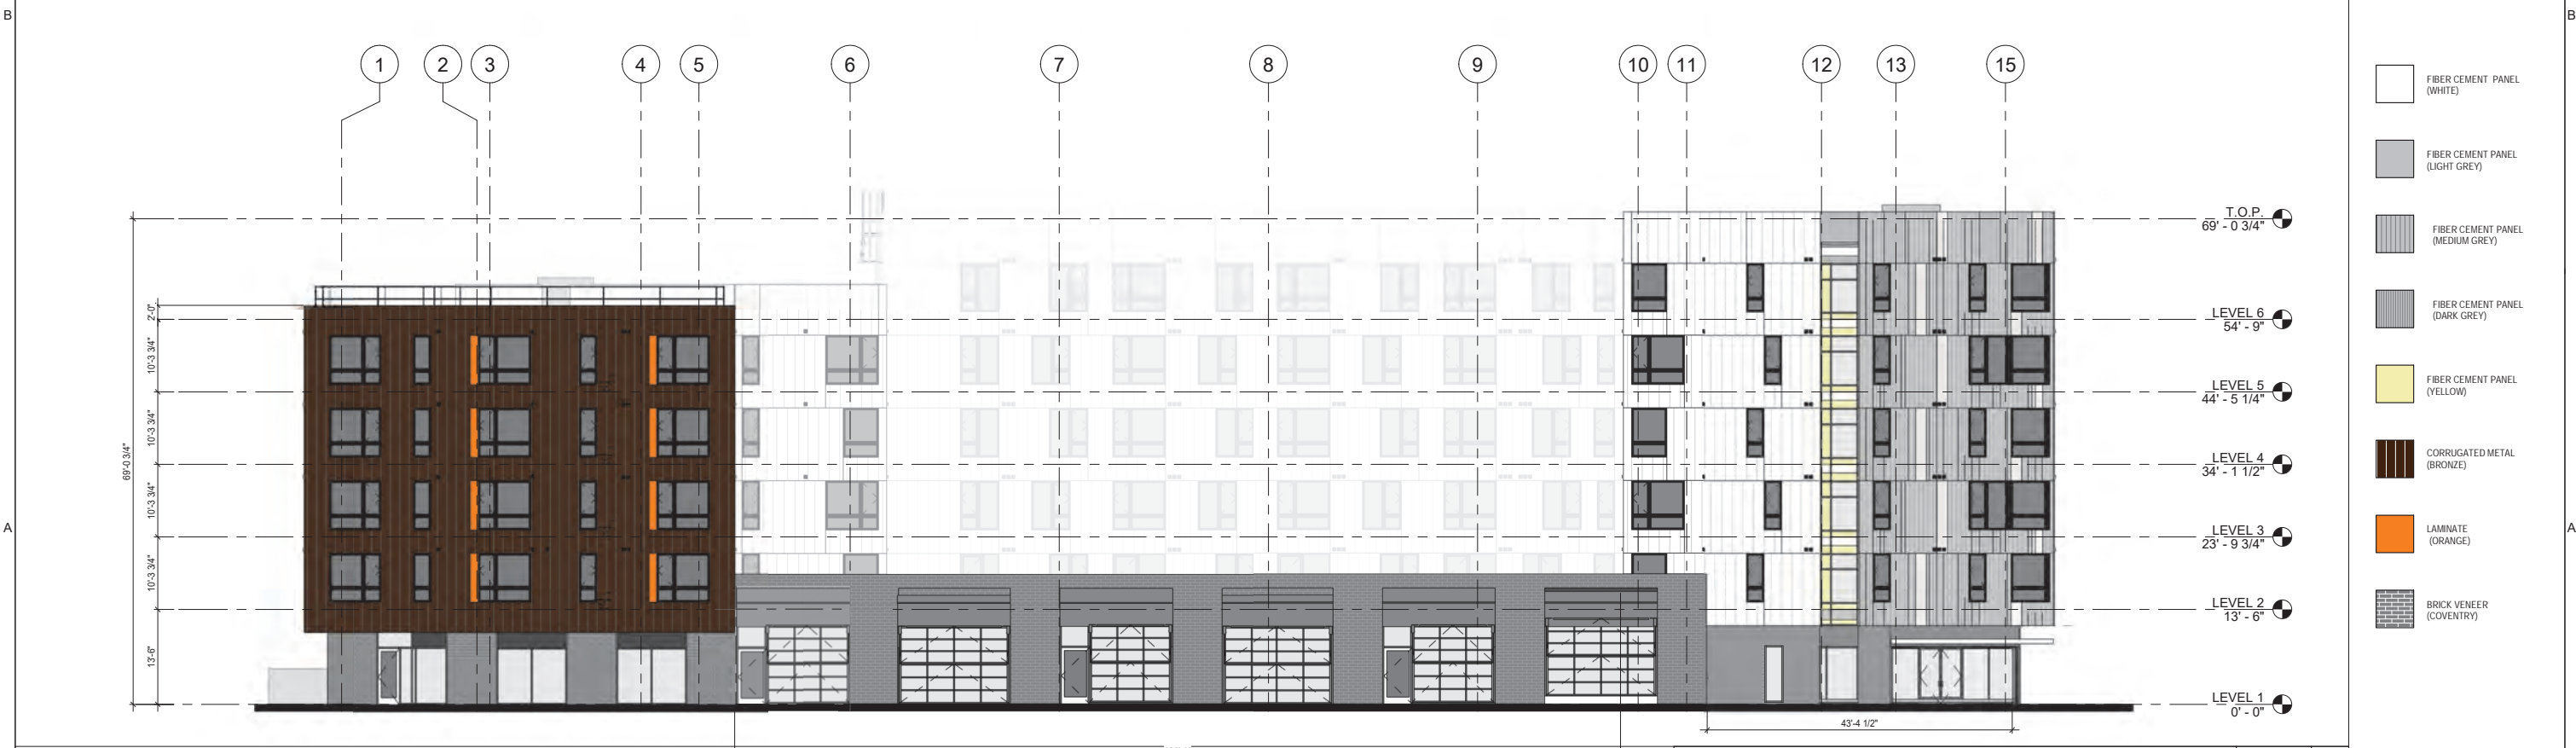 B
B
1
2
3
4
5
6
7
8
9
10
11
12
13
15
FIBER CEMENT PANEL
(WHITE)
FIBER CEMENT PANEL
(LIGHT GREY)
FIBER CEMENT PANEL
(MEDIUM GREY)
FIBER CEMENT PANEL
(DARK GREY)
FIBER CEMENT PANEL
(YELLOW)
CORRUGATED METAL
(BRONZE)
LAMINATE
(ORANGE)
BRICK VENEER
(COVENTRY)
T.O.P.
69' - 0 3/4"
LEVEL 6
54' - 9"
LEVEL 5
44' - 5 1/4"
LEVEL 4
34' - 1 1/2"
LEVEL 3
23' - 9 3/4"
LEVEL 2
13' - 6"
LEVEL 1
0' - 0"
2'-0"
10'-3 3/4"
10'-3 3/4"
10'-3 3/4"
10'-3 3/4"
13'-6"
69'-0 3/4"
A
A
43'-4 1/2"